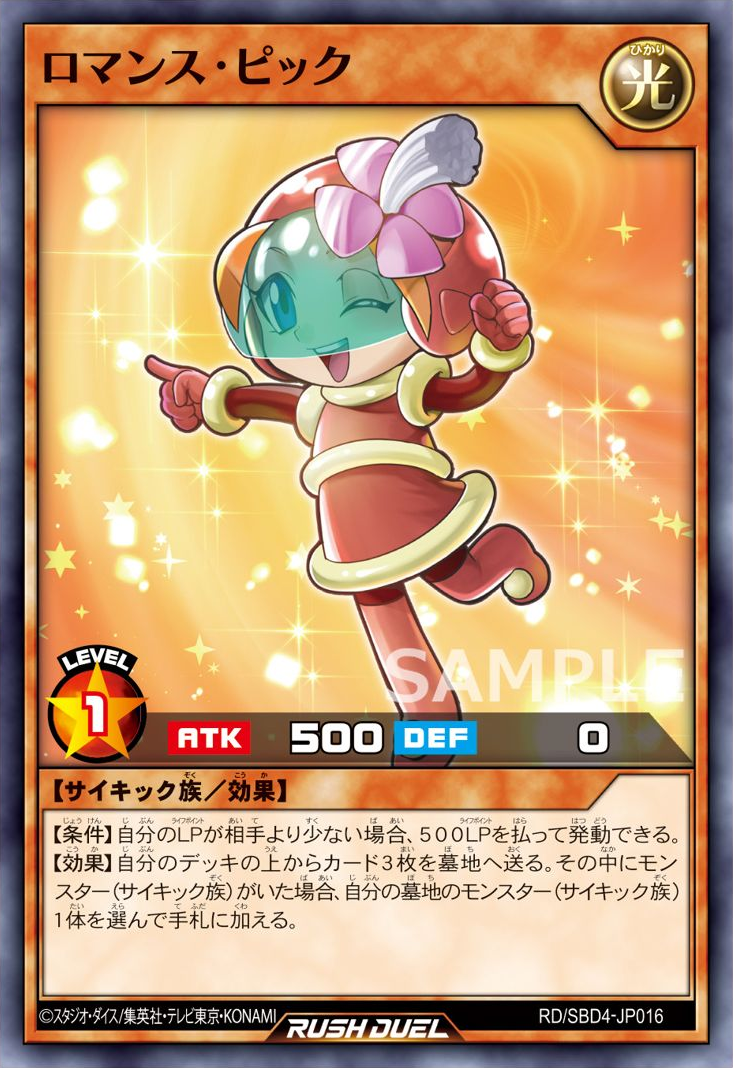 ロマンス・ピック
ひかり
光
SAMPLE
LEVEL
1
ATK 500 DEF 0
【サイキック族／効果】
【条件】自分のLPが相手より少ない場合、500LPを払って発動できる。
【効果】自分のデッキの上からカード3枚を墓地へ送る。その中にモン
スター（サイキック族）がいた場合、自分の墓地のモンスター（サイキック族）
1体を選んで手札に加える。
©スタジオ・ダイス/集英社・テレビ東京・KONAMI
RUSH DUEL
RD/SBD4-JP016